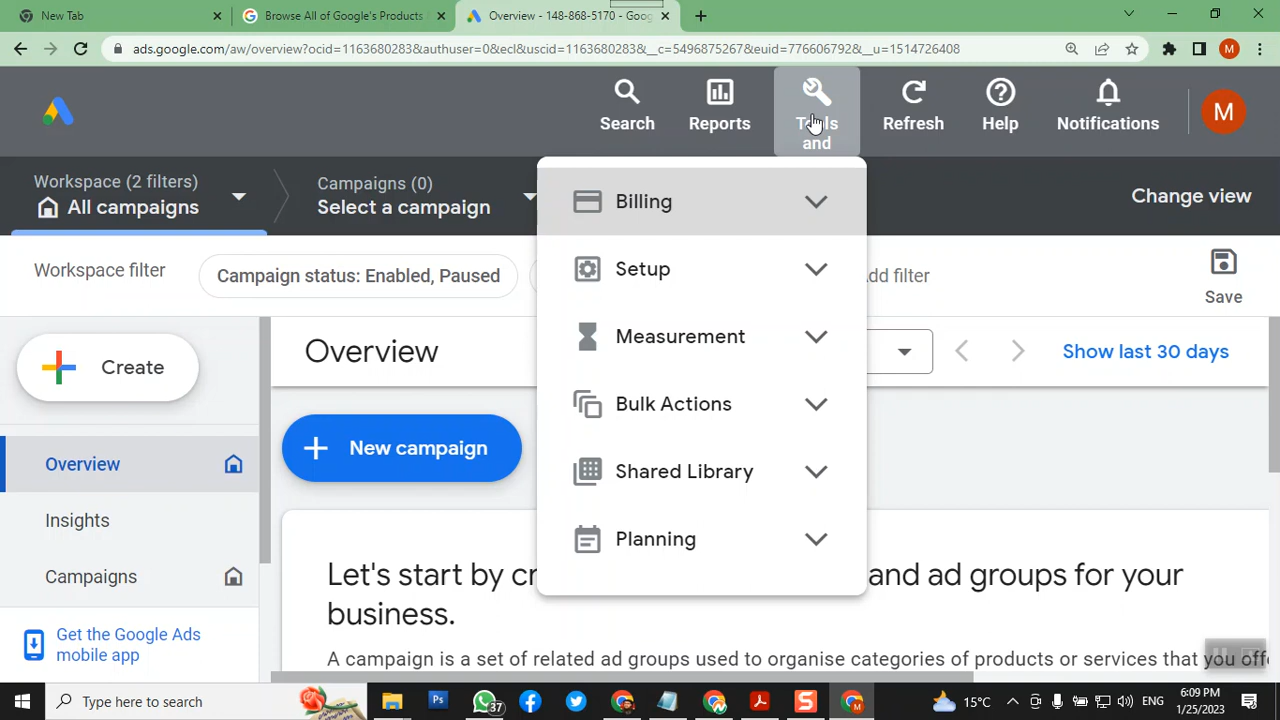 New Tab
Browse All of Google's Products
Overview - 148-868-5170 - Goog
ads.google.com/aw/overview?ocid=1163680283&authuser=0&ecl&uscid=1163680283&__c=5496875267&euid=776606792&__u=1514726408
M
Search
Reports
Tools
and
Refresh
Help
Notifications
M
Workspace (2 filters)
All campaigns
Campaigns (0)
Select a campaign
Change view
Workspace filter
Campaign status: Enabled, Paused
dd filter
Save
Billing
Setup
Measurement
Bulk Actions
Shared Library
Planning
Create
Overview
Show last 30 days
New campaign
Overview
Insights
Campaigns
Get the Google Ads
mobile app
Let's start by cr and ad groups for your
business.
A campaign is a set of related ad groups used to organise categories of products or services that you offe
Type here to search
37
15°C
ENG
6:09 PM
1/25/2023